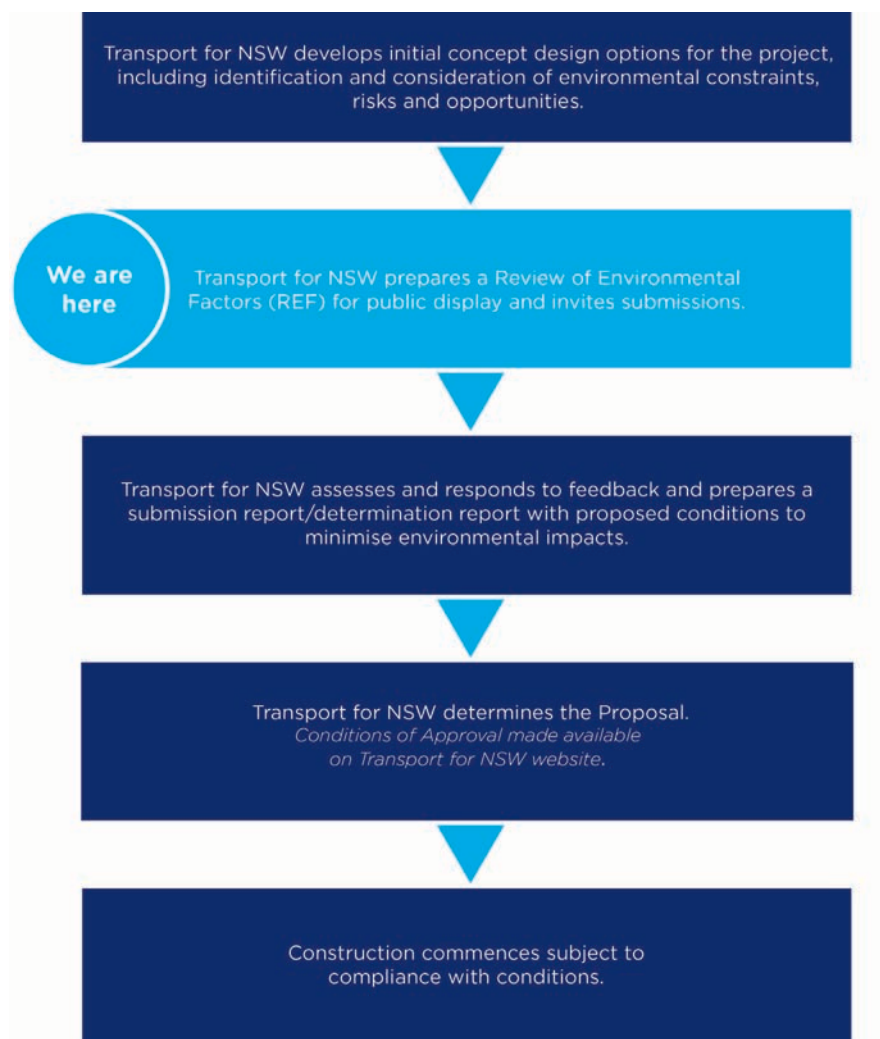 Transport for NSW develops initial concept design options for the project,
including identification and consideration of environmental constraints,
risks and opportunities.
We are
here
Transport for NSW prepares a Review of Environmental
Factors (REF) for public display and invites submissions.
Transport for NSW assesses and responds to feedback and prepares a
submission report/determination report with proposed conditions to
minimise environmental impacts.
Transport for NSW determines the Proposal.
Conditions of Approval made available
on Transport for NSW website.
Construction commences subject to
compliance with conditions.